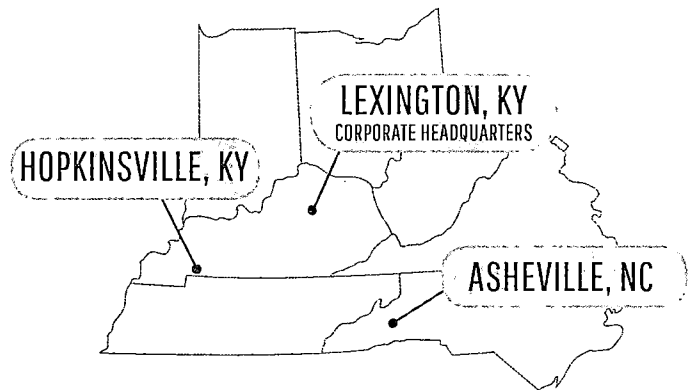 LEXINGTON, KY
CORPORATE HEADQUARTERS
HOPKINSVILLE, KY
ASHEVILLE, NC